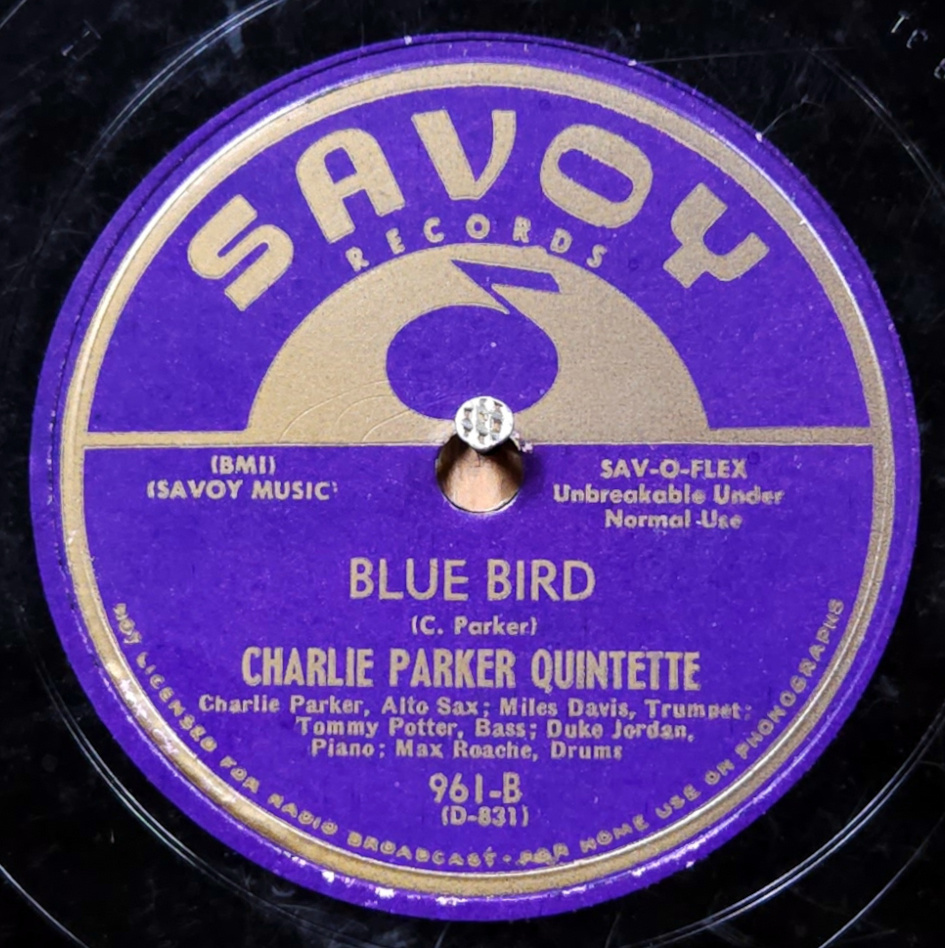 SAVOY
RECORDS
(BMI)
(SAVOY MUSIC)
SAV-O-FLEX
Unbreakable Under
Normal Use
BLUE BIRD
(C. Parker)
CHARLIE PARKER QUINTETTE
Charlie Parker, Alto Sax; Miles Davis, Trumpet;
Tommy Potter, Bass; Duke Jordan,
Piano; Max Roache, Drums
961-B
(D-831)
NOT LICENSED FOR RADIO BROADCAST • FOR HOME USE ON PHONOGRAPHS